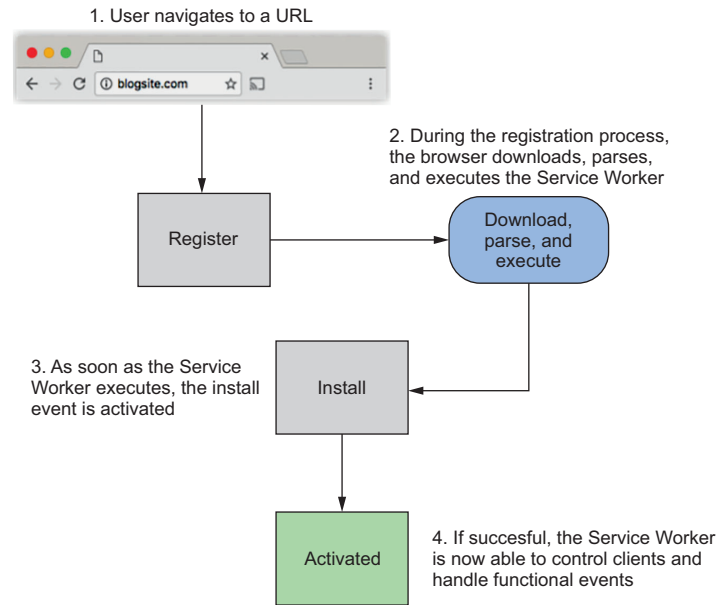 1. User navigates to a URL
blogsite.com
2. During the registration process,
the browser downloads, parses,
and executes the Service Worker
Register
Download,
parse, and
execute
3. As soon as the Service
Worker executes, the install
event is activated
Install
Activated
4. If succesful, the Service Worker
is now able to control clients and
handle functional events